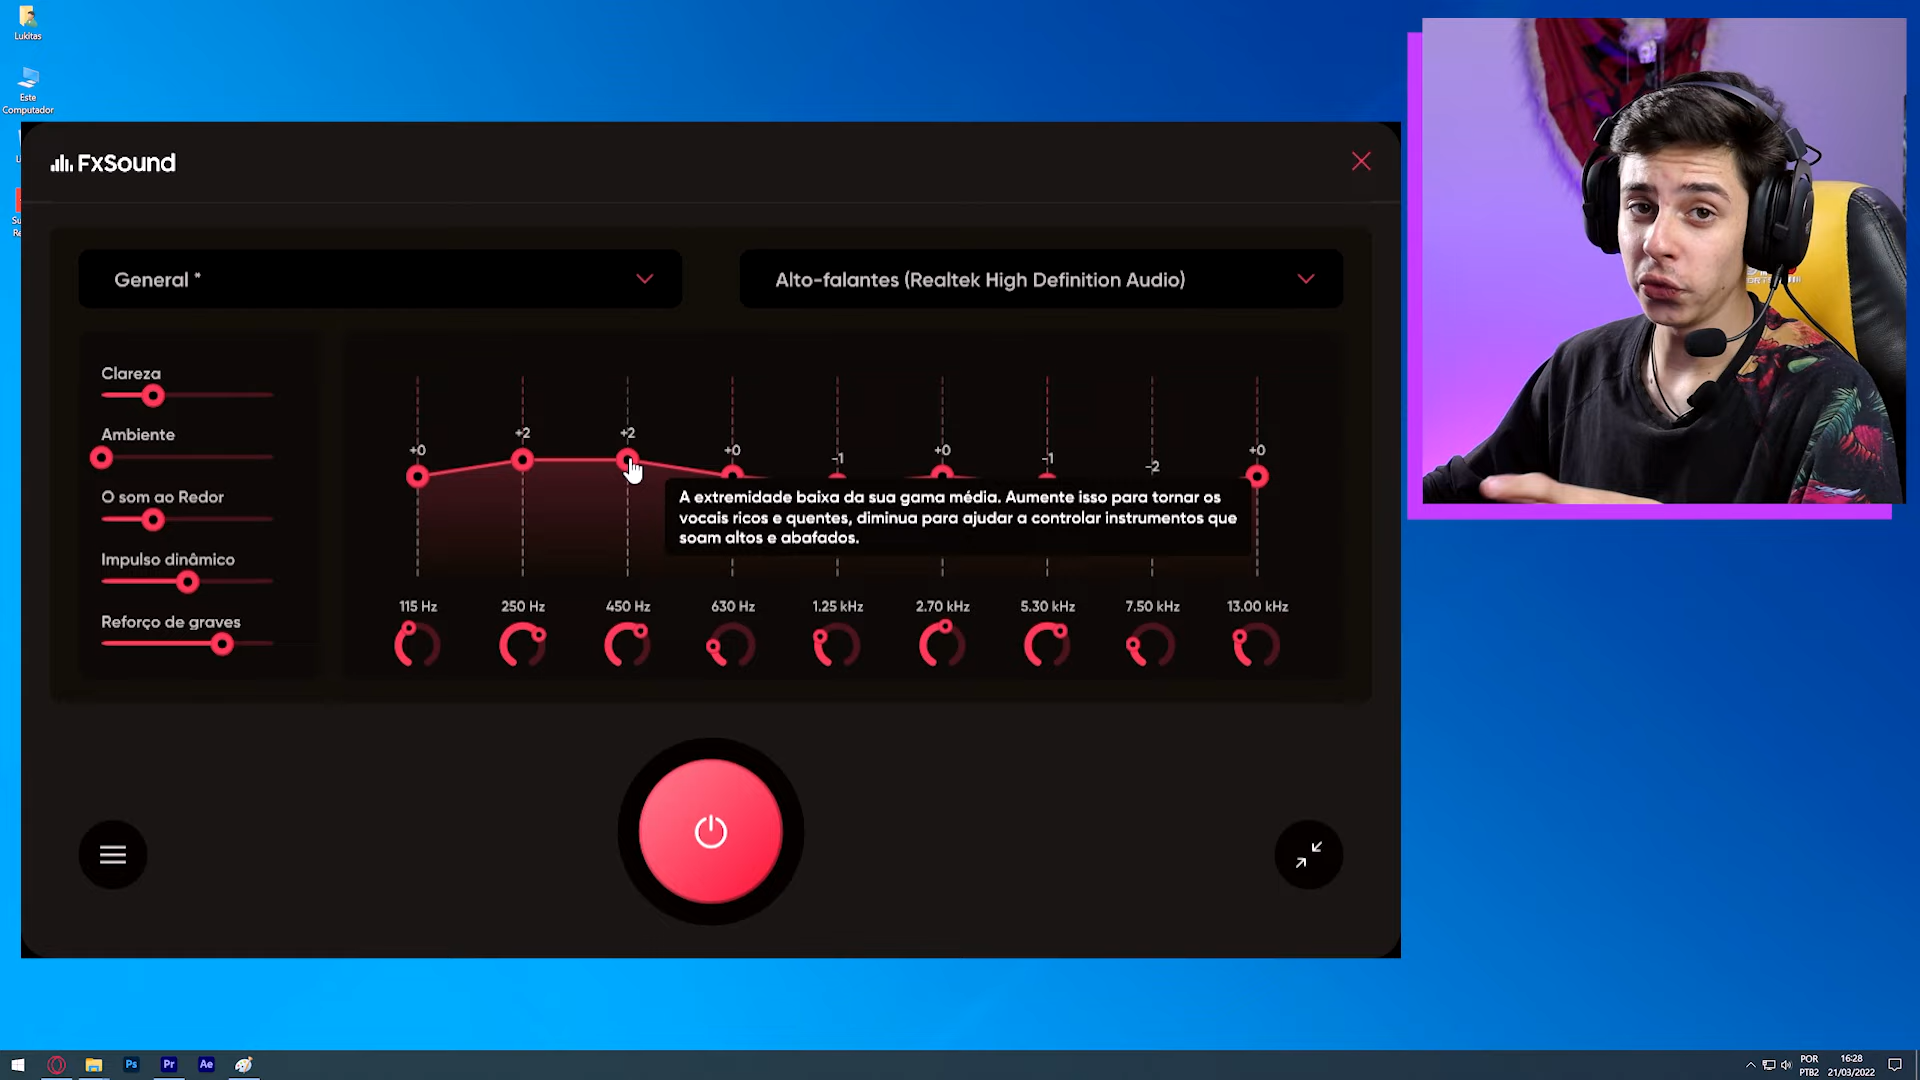 Lukitas
Este
Computador
FxSound
General *
Alto-falantes (Realtek High Definition Audio)
Clareza
Ambiente
O som ao Redor
Impulso dinâmico
Reforço de graves
+0
+2
+2
+0
-1
+0
-1
-2
+0
A extremidade baixa da sua gama média. Aumente isso para tornar os
vocais ricos e quentes, diminua para ajudar a controlar instrumentos que
soam altos e abafados.
115 Hz
250 Hz
450 Hz
630 Hz
1.25 kHz
2.70 kHz
5.30 kHz
7.50 kHz
13.00 kHz
Ps
Pr
Ae
POR
PTB2
16:28
21/03/2022